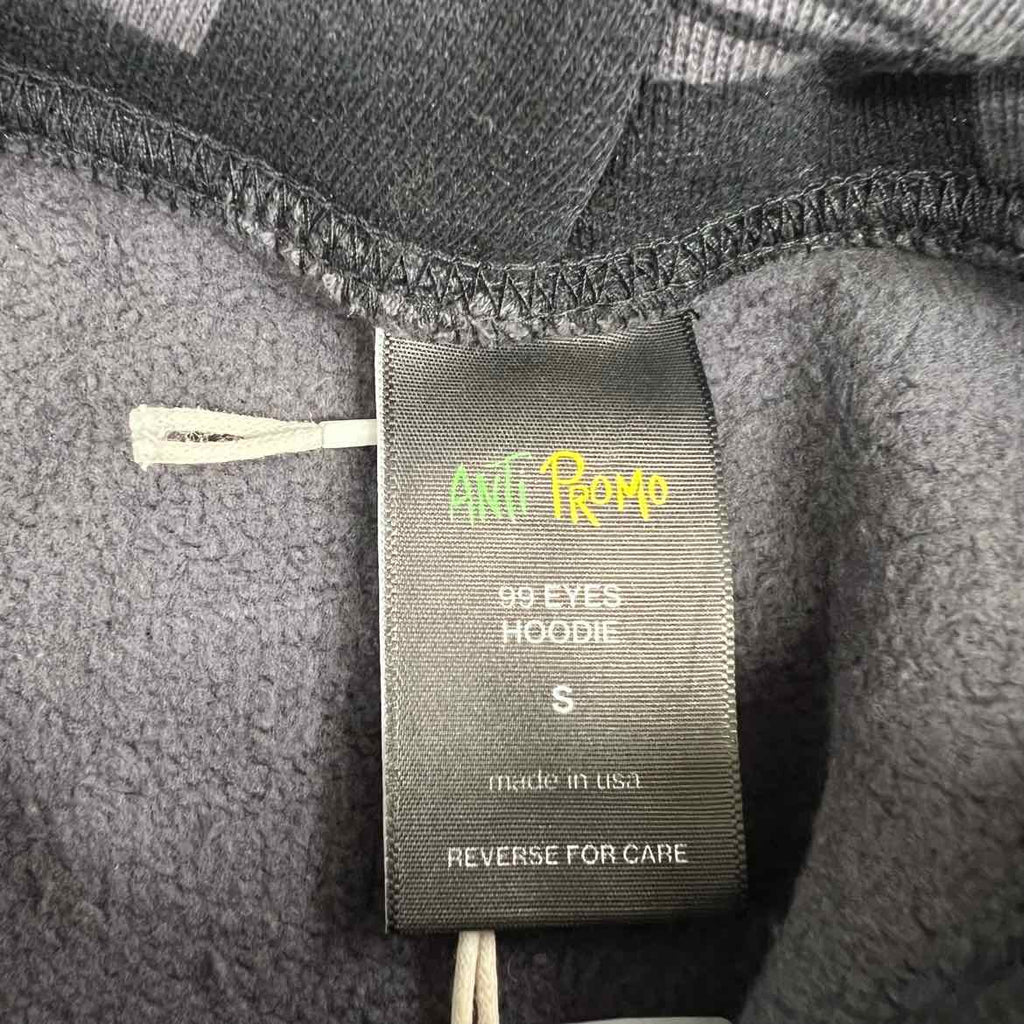 ANTI PROMO
99 EYES
HOODIE
S
made in usa
REVERSE FOR CARE